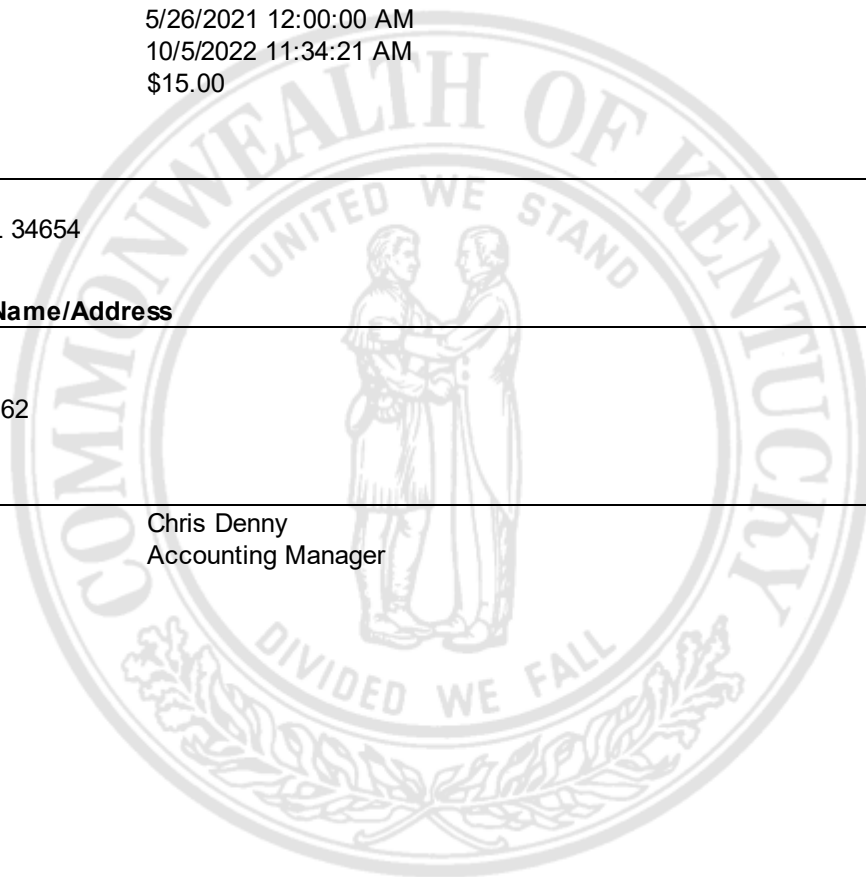 5/26/2021 12:00:00 AM
10/5/2022 11:34:21 AM
$15.00
34654
Name/Address
62
Chris Denny
Accounting Manager
COMMONWEALTH OF KENTUCKY
UNITED WE STAND
DIVIDED WE FALL